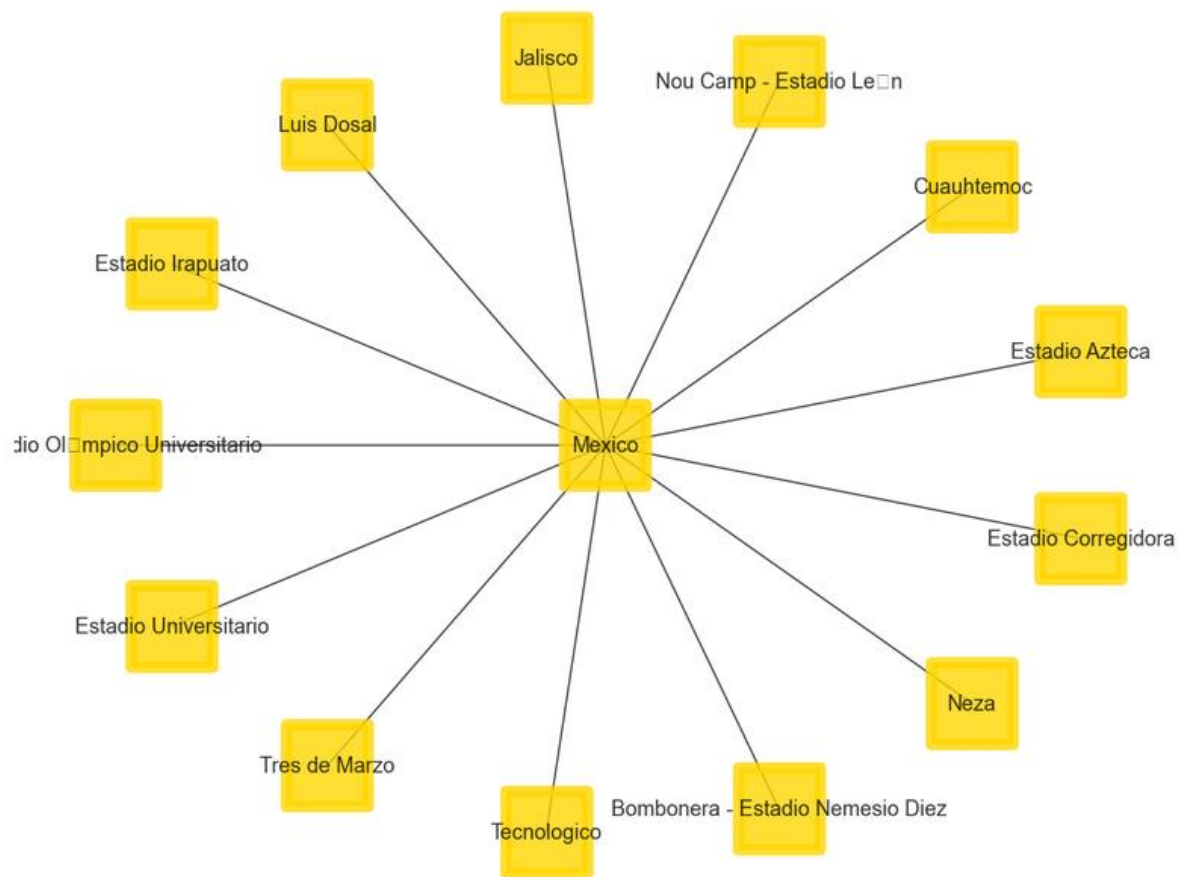 Jalisco
Nou Camp - Estadio Le□n
Luis Dosal
Cuauhtemoc
Estadio Irapuato
Estadio Azteca
dio Ol□mpico Universitario
Mexico
Estadio Corregidora
Estadio Universitario
Neza
Tres de Marzo
Bombonera - Estadio Nemesio Diez
Tecnologico